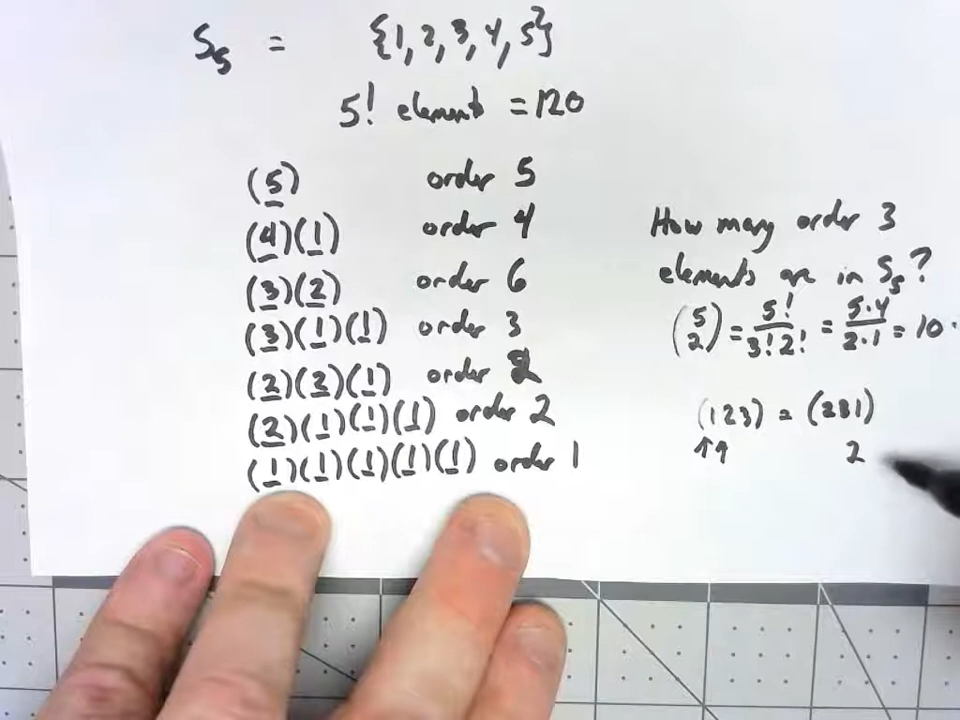 S₅ = {1, 2, 3, 4, 5}
5! elements = 120
(5) order 5
(4)(1) order 4
(3)(2) order 6
(3)(1)(1) order 3
(2)(2)(1) order 2
(2)(1)(1)(1) order 2
(1)(1)(1)(1)(1) order 1
How many order 3
elements are in S₅?
(5 2) = 5!/3!2! = 5·4/2·1 = 10 ·
(123) = (231)
↑↑ 2